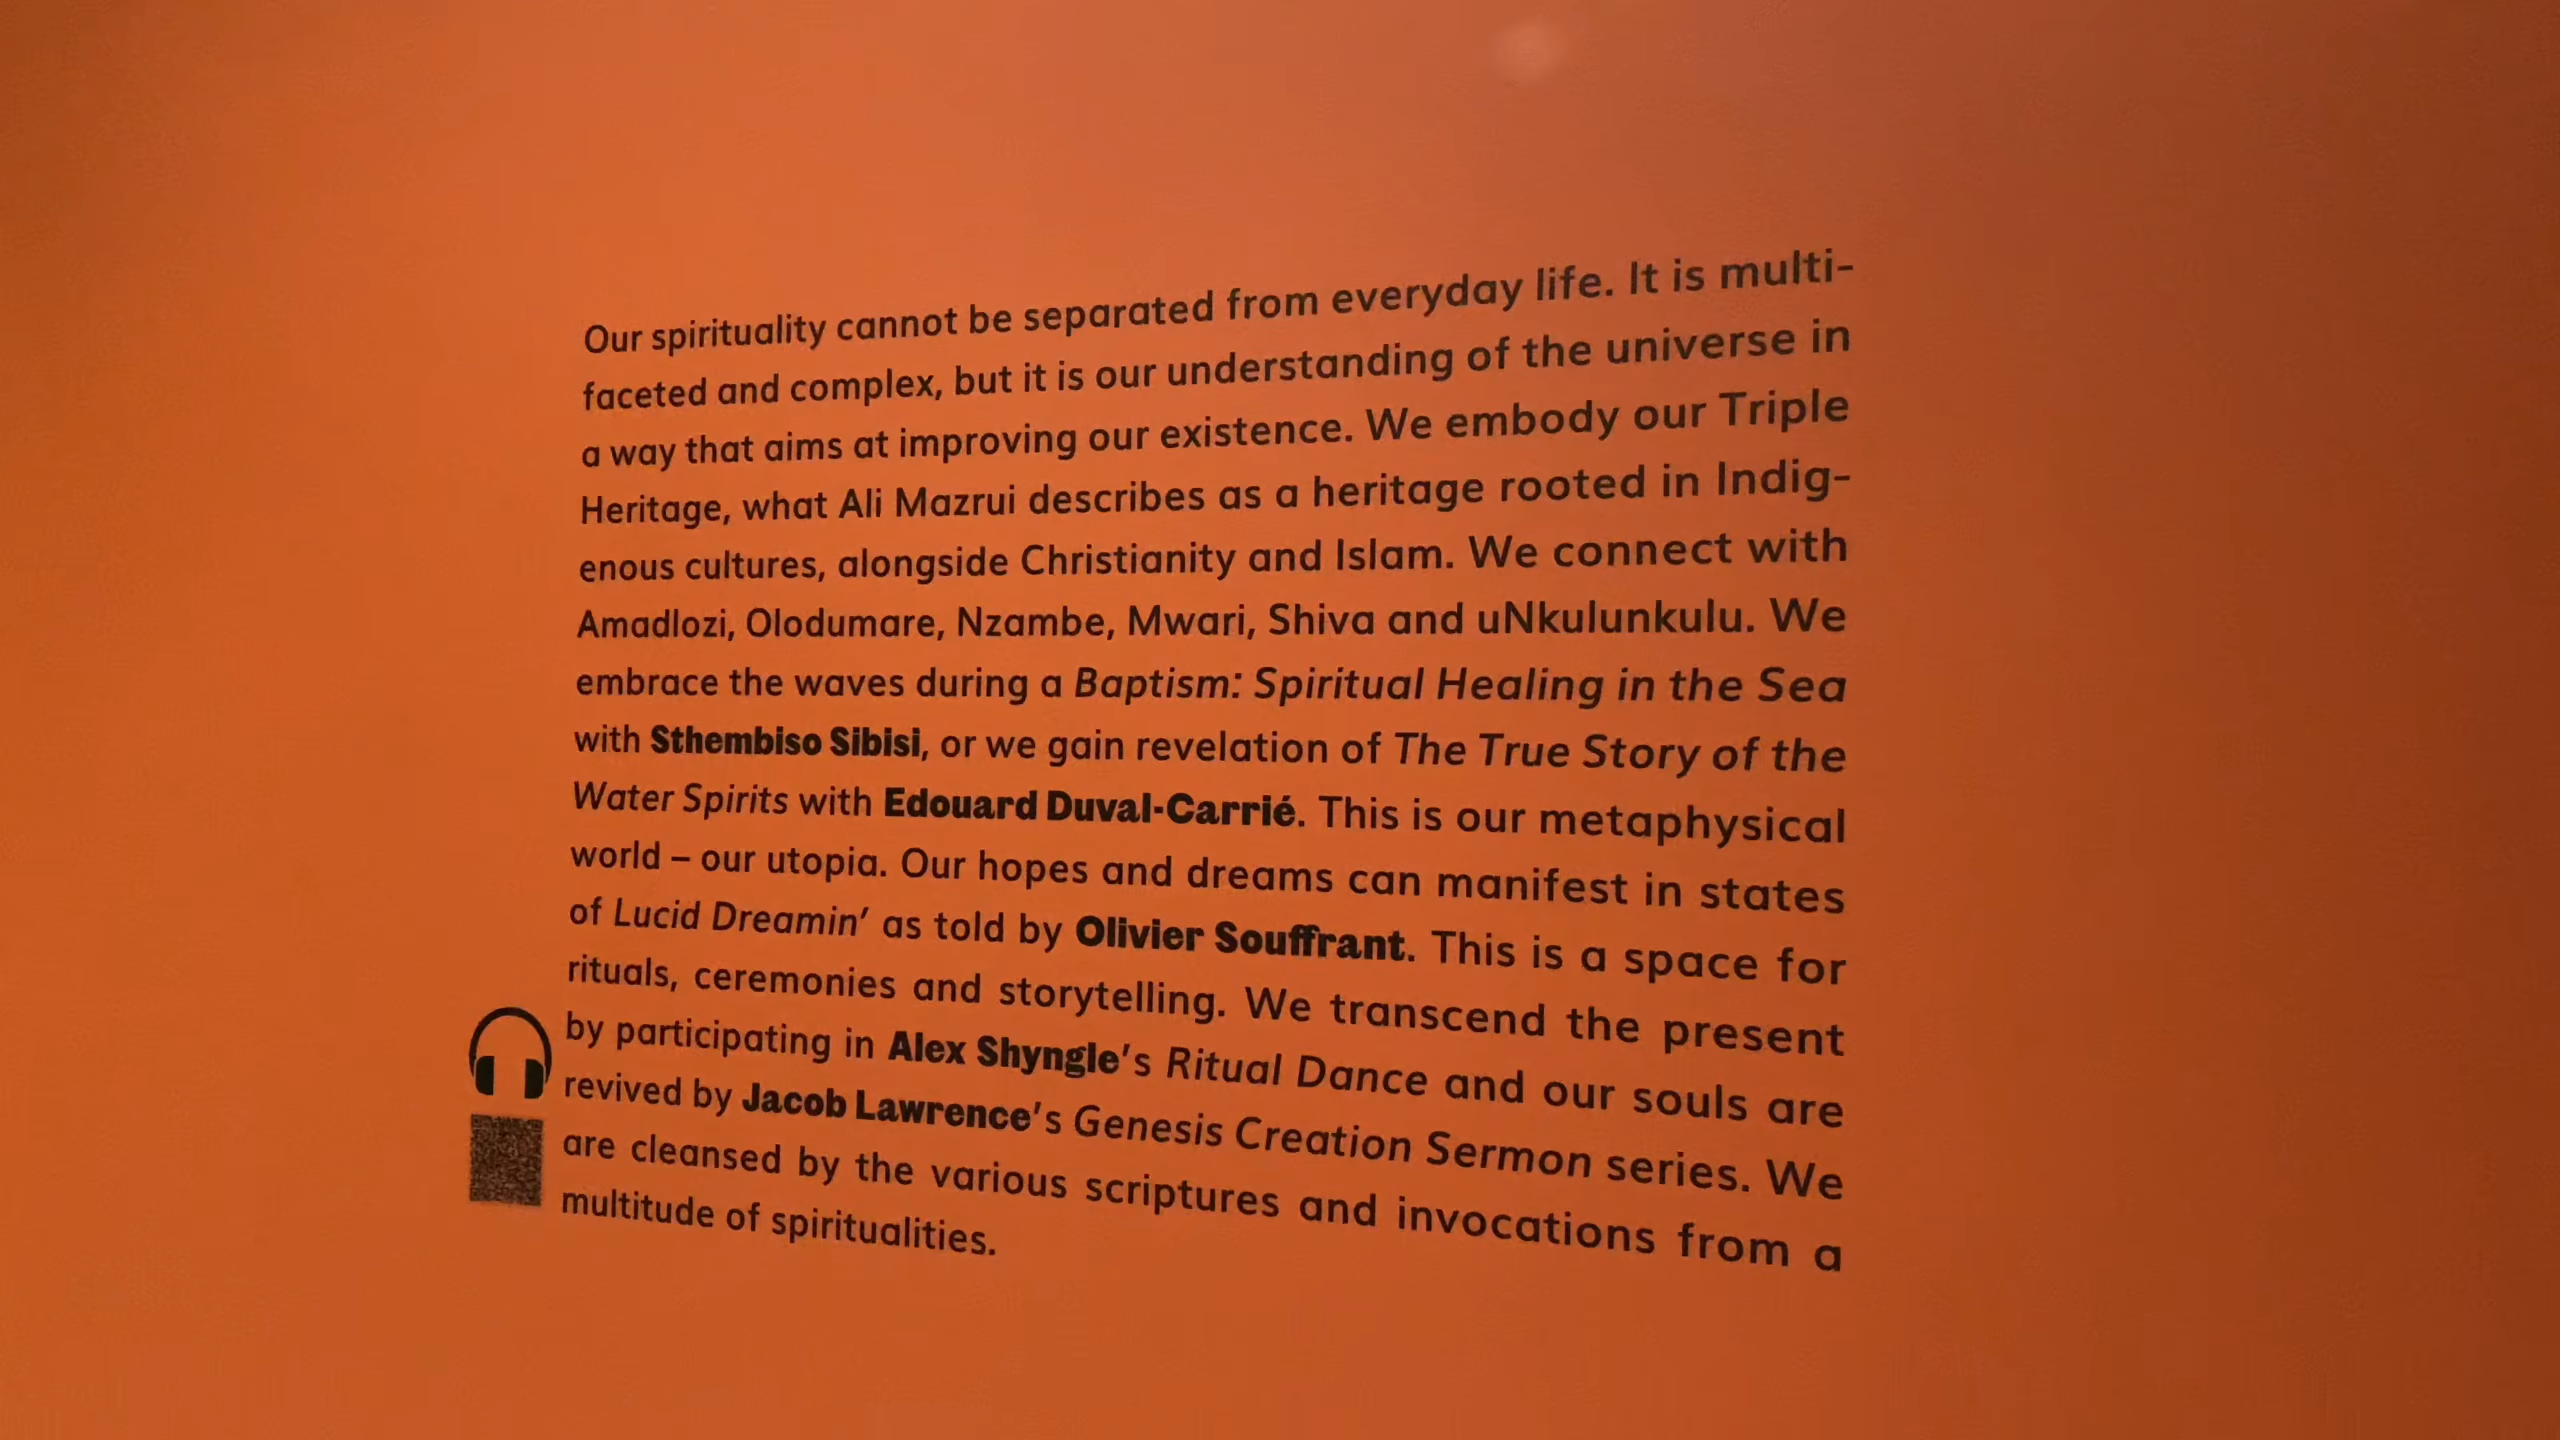 Our spirituality cannot be separated from everyday life. It is multi-
faceted and complex, but it is our understanding of the universe in
a way that aims at improving our existence. We embody our Triple
Heritage, what Ali Mazrui describes as a heritage rooted in Indig-
enous cultures, alongside Christianity and Islam. We connect with
Amadlozi, Olodumare, Nzambe, Mwari, Shiva and uNkulunkulu. We
embrace the waves during a Baptism: Spiritual Healing in the Sea
with Sthembiso Sibisi, or we gain revelation of The True Story of the
Water Spirits with Edouard Duval-Carrié. This is our metaphysical
world – our utopia. Our hopes and dreams can manifest in states
of Lucid Dreamin’ as told by Olivier Souffrant. This is a space for
rituals, ceremonies and storytelling. We transcend the present
by participating in Alex Shyngle’s Ritual Dance and our souls are
revived by Jacob Lawrence’s Genesis Creation Sermon series. We
are cleansed by the various scriptures and invocations from a
multitude of spiritualities.